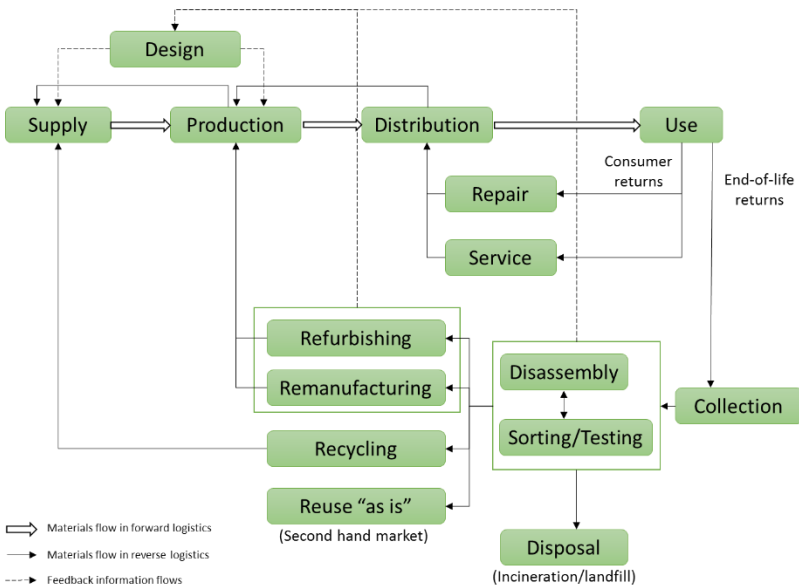 Design
Supply
Production
Distribution
Use
Consumer
returns
End-of-life
returns
Repair
Service
Refurbishing
Remanufacturing
Disassembly
Sorting/Testing
Collection
Recycling
Reuse “as is”
(Second hand market)
Disposal
(Incineration/landfill)
Materials flow in forward logistics
Materials flow in reverse logistics
Feedback information flows